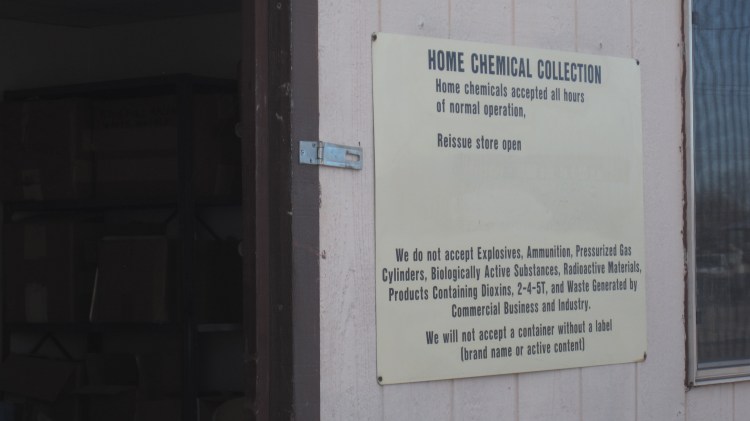 HOME CHEMICAL COLLECTION
Home chemicals accepted all hours
of normal operation,
Reissue store open
We do not accept Explosives, Ammunition, Pressurized Gas
Cylinders, Biologically Active Substances, Radioactive Materials,
Products Containing Dioxins, 2-4-5T, and Waste Generated by
Commercial Business and Industry.
We will not accept a container without a label
(brand name or active content)